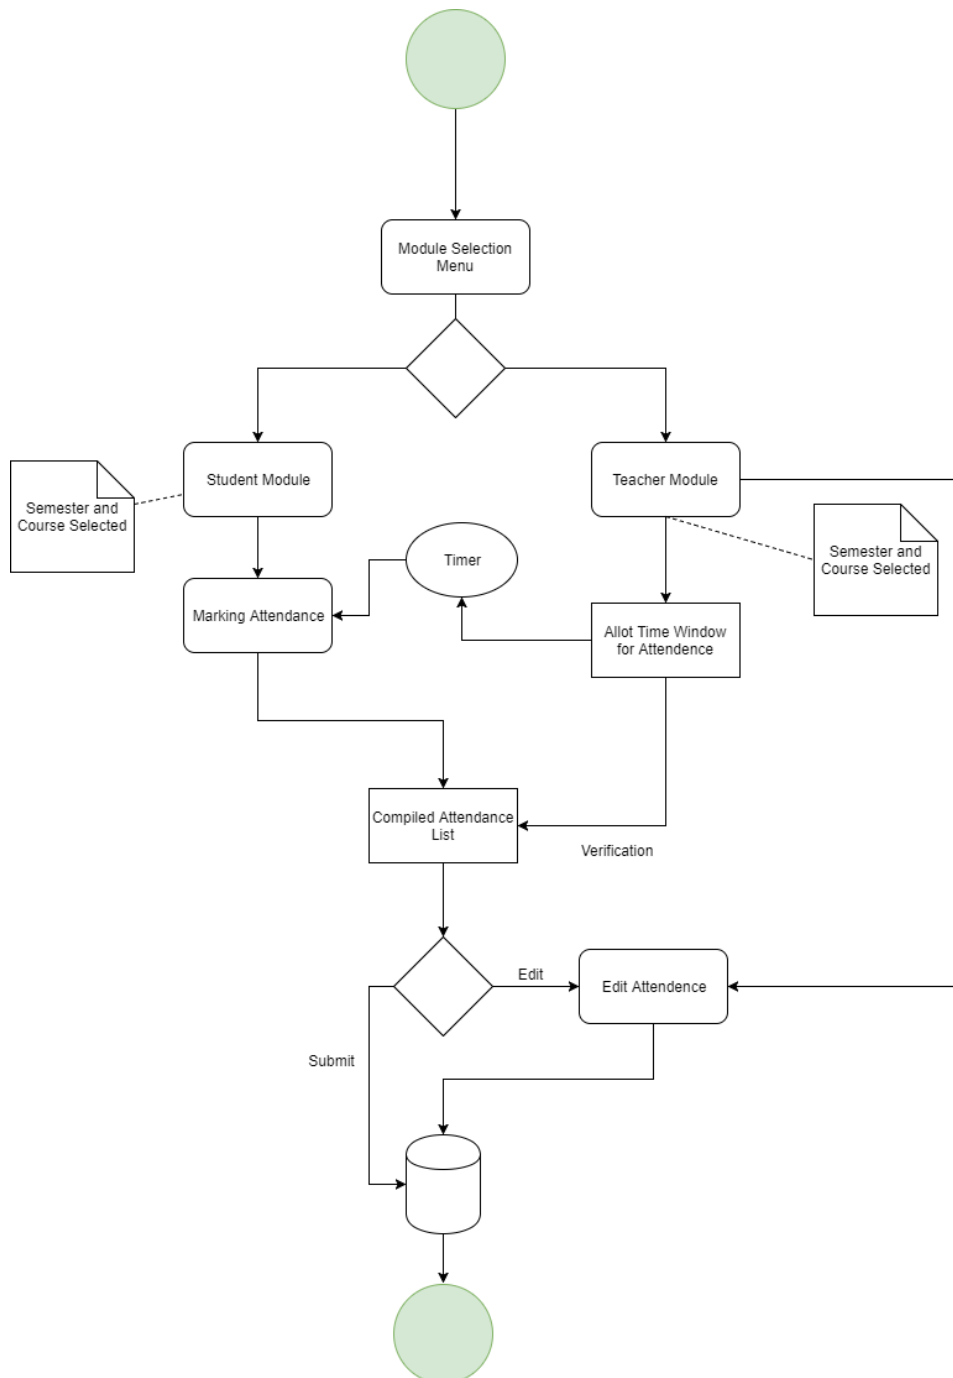 Module Selection
Menu
Student Module
Teacher Module
Semester and
Course Selected
Semester and
Course Selected
Timer
Marking Attendance
Allot Time Window
for Attendence
Compiled Attendance
List
Verification
Edit
Edit Attendence
Submit